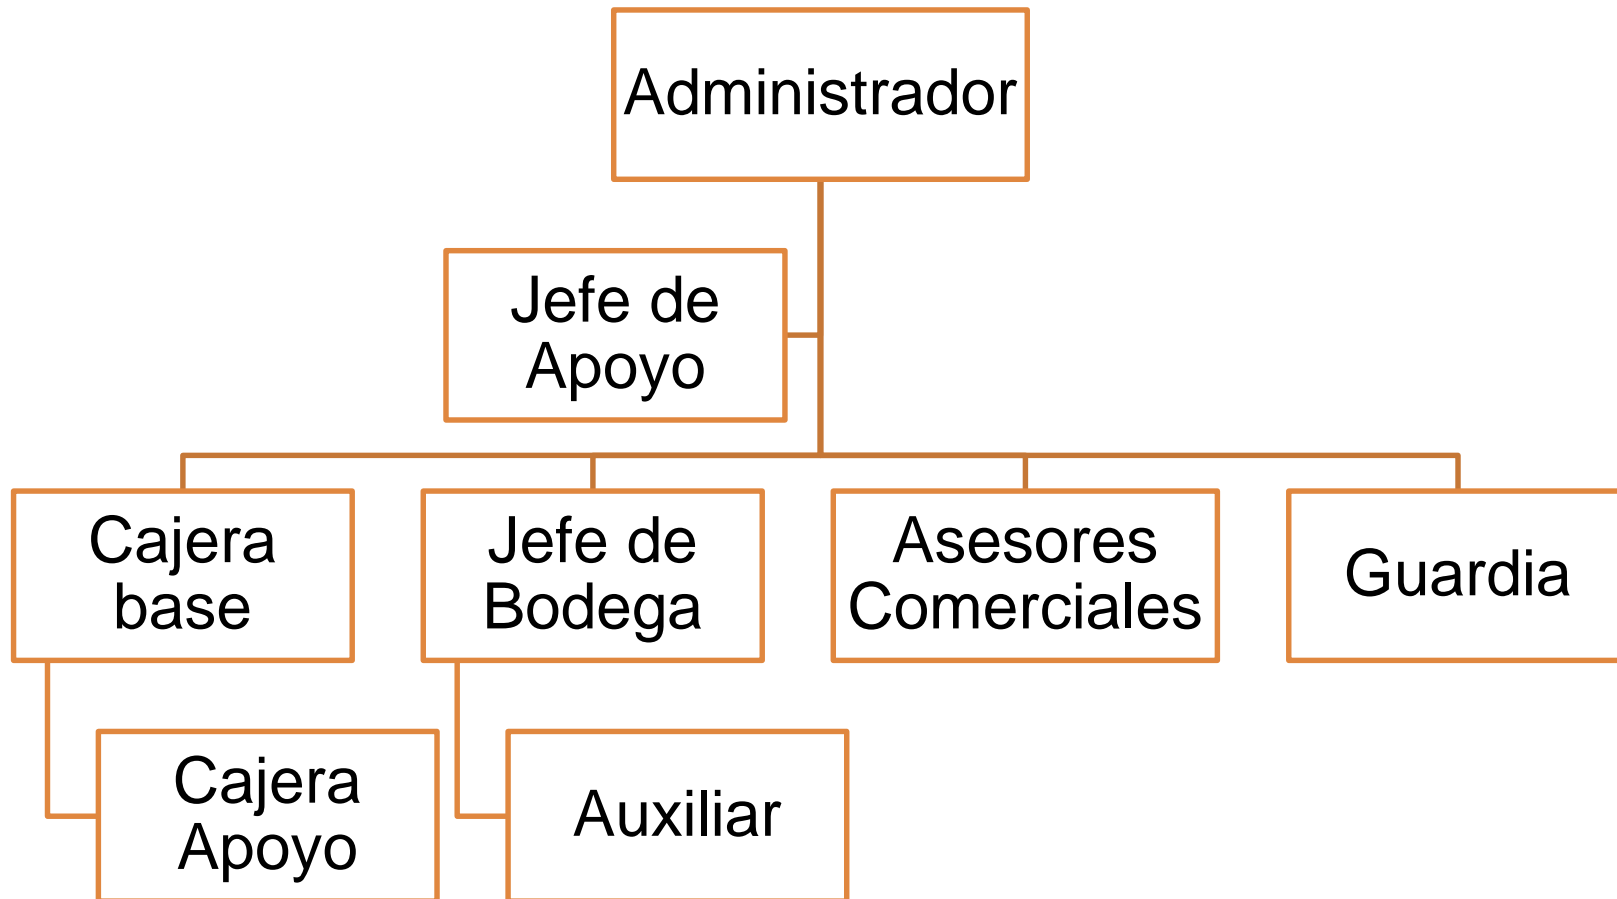 Administrador
Jefe de
Apoyo
Cajera
base
Jefe de
Bodega
Asesores
Comerciales
Guardia
Cajera
Apoyo
Auxiliar